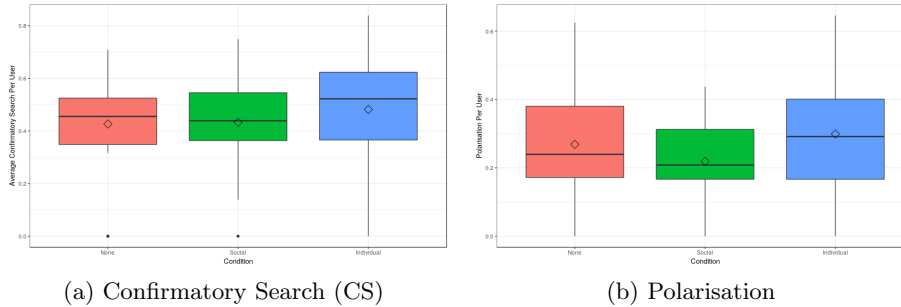 Average Confirmatory Search Per User
0.8
0.6
0.4
0.2
0.0
None
Social
Individual
Condition
(a) Confirmatory Search (CS)
Polarisation Per User
0.6
0.4
0.2
0.0
None
Social
Individual
Condition
(b) Polarisation